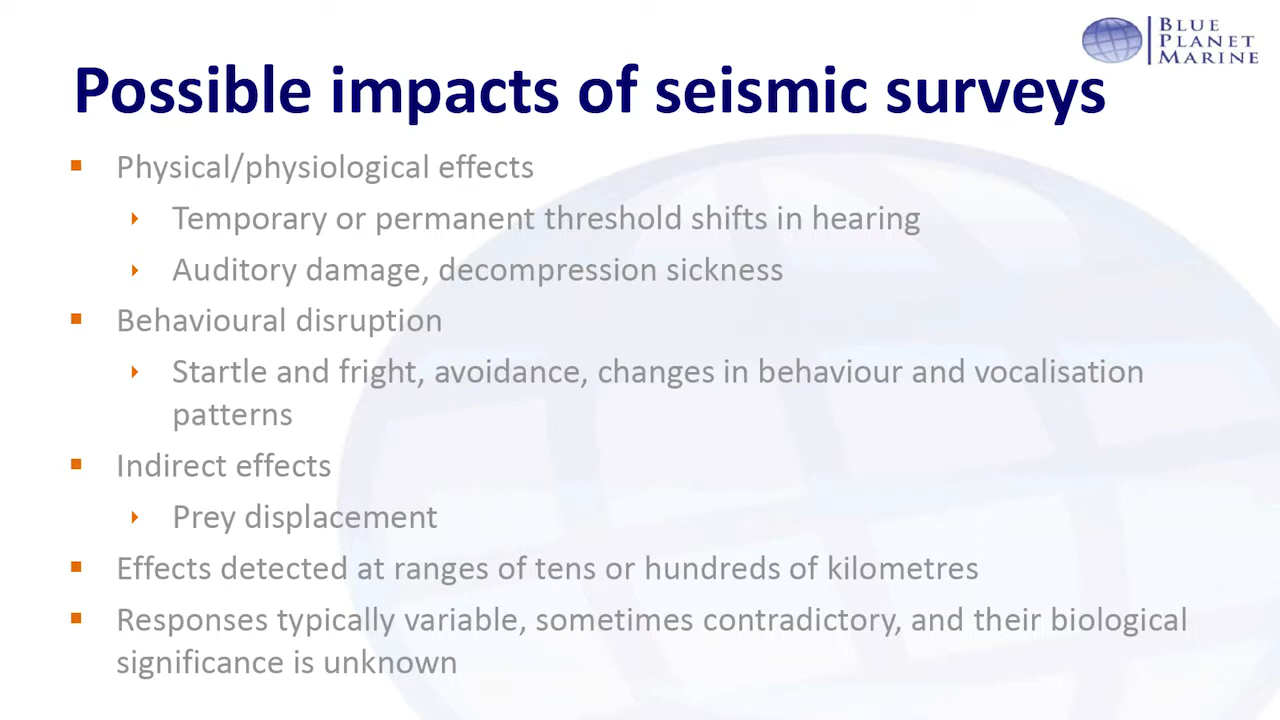 BLUE
PLANET
MARINE
Possible impacts of seismic surveys
Physical/physiological effects
Temporary or permanent threshold shifts in hearing
Auditory damage, decompression sickness
Behavioural disruption
Startle and fright, avoidance, changes in behaviour and vocalisation
patterns
Indirect effects
Prey displacement
Effects detected at ranges of tens or hundreds of kilometres
Responses typically variable, sometimes contradictory, and their biological
significance is unknown